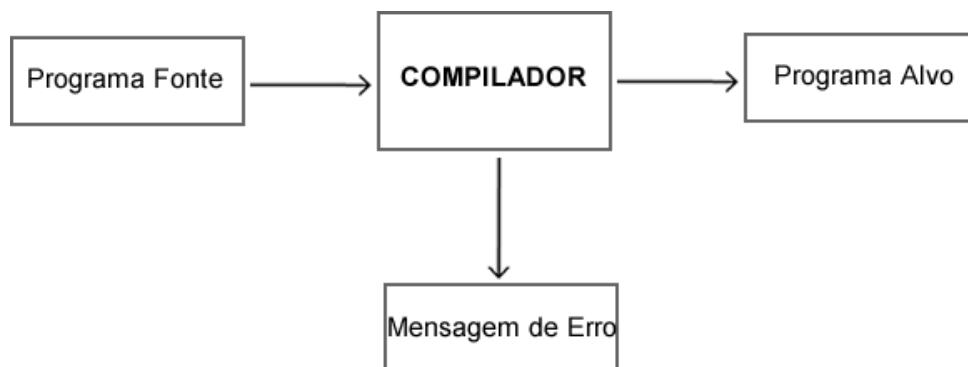 Programa Fonte
COMPILADOR
Programa Alvo
Mensagem de Erro